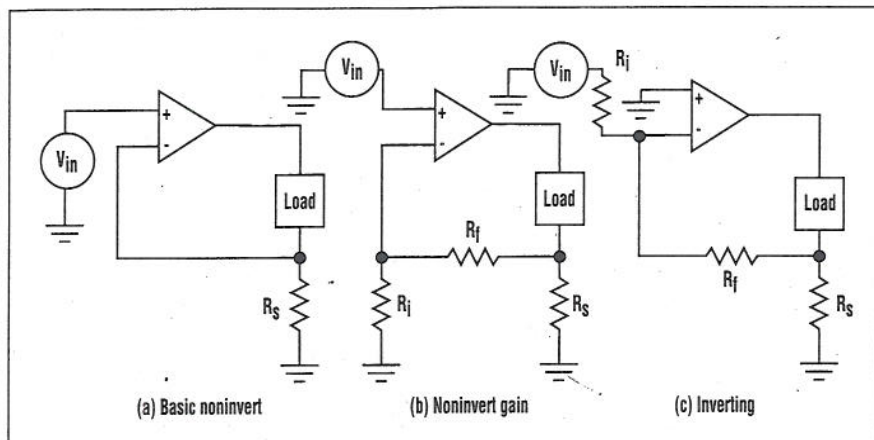 Vin
+
-
Load
Rs
(a) Basic noninvert
Vin
+
-
Load
Rf
Ri
Rs
(b) Noninvert gain
Vin
Ri
+
-
Load
Rf
Rs
(c) Inverting